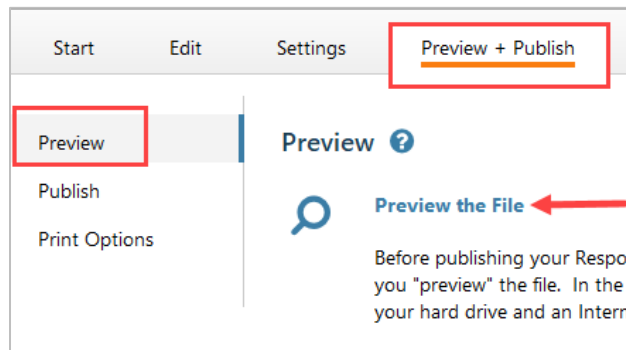 Start Edit Settings Preview + Publish
Preview
Publish
Print Options
Preview ?
Preview the File
Before publishing your Respo
you "preview" the file. In the
your hard drive and an Intern